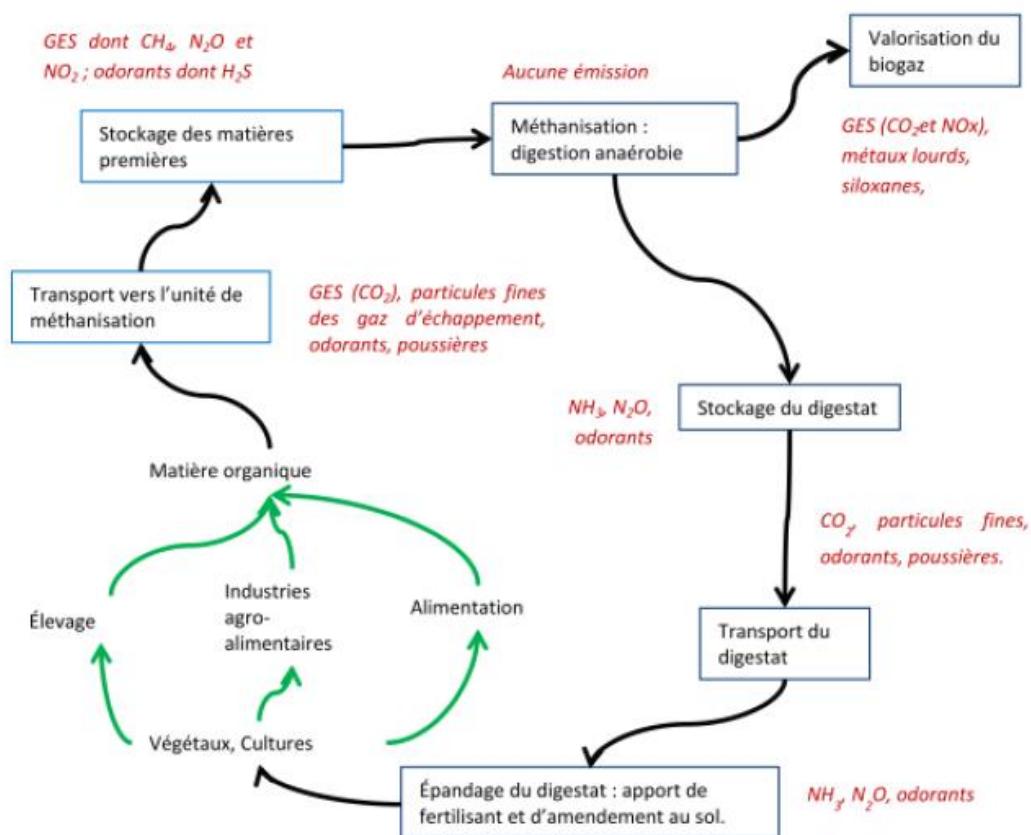 GES dont CH₄, N₂O et
NO₂ ; odorants dont H₂S
Aucune émission
Valorisation du
biogaz
Stockage des matières
premières
Méthanisation :
digestion anaérobie
GES (CO₂et NOx),
métaux lourds,
siloxanes,
Transport vers l'unité de
méthanisation
GES (CO₂), particules fines
des gaz d'échappement,
odorants, poussières
NH₃, N₂O,
odorants
Stockage du digestat
Matière organique
CO₂, particules fines,
odorants, poussières.
Élevage
Industries
agro-
alimentaires
Alimentation
Transport du
digestat
Végétaux, Cultures
Épandage du digestat : apport de
fertilisant et d'amendement au sol.
NH₃, N₂O, odorants